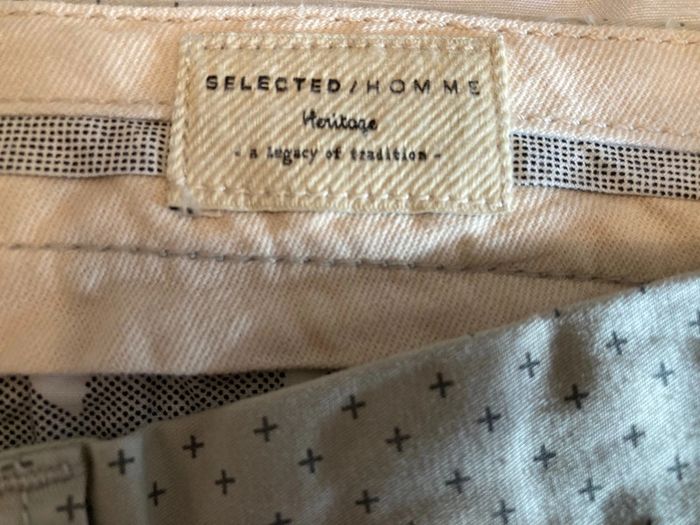 SELECTED / HOMME
Heritage
- a legacy of tradition -